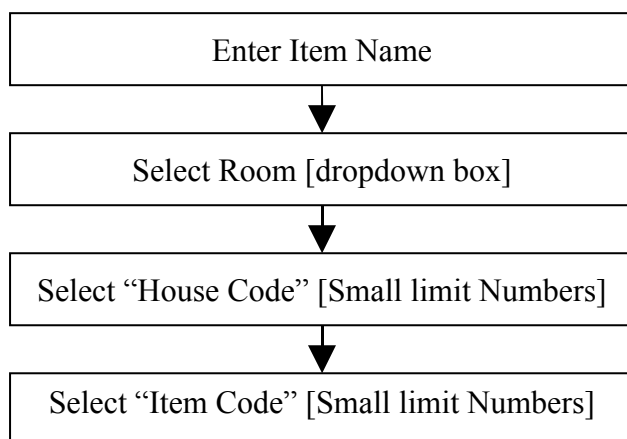 Enter Item Name
Select Room [dropdown box]
Select “House Code” [Small limit Numbers]
Select “Item Code” [Small limit Numbers]